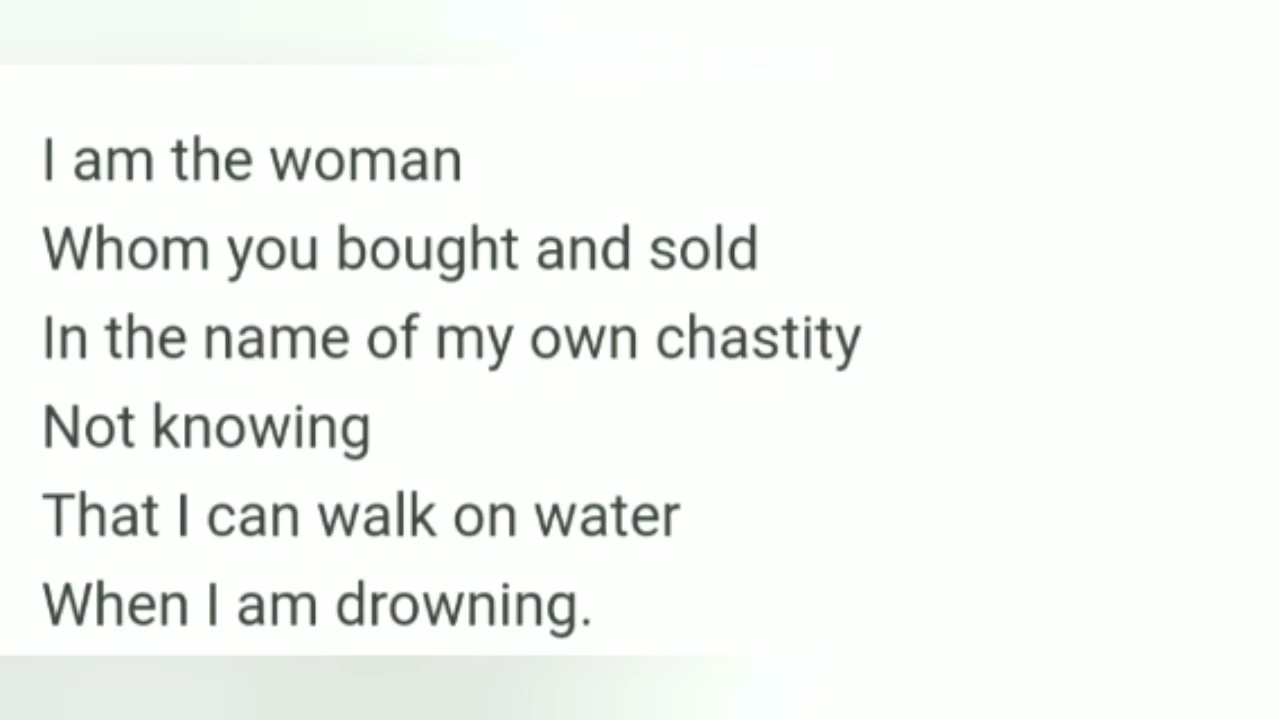 I am the woman
Whom you bought and sold
In the name of my own chastity
Not knowing
That I can walk on water
When I am drowning.